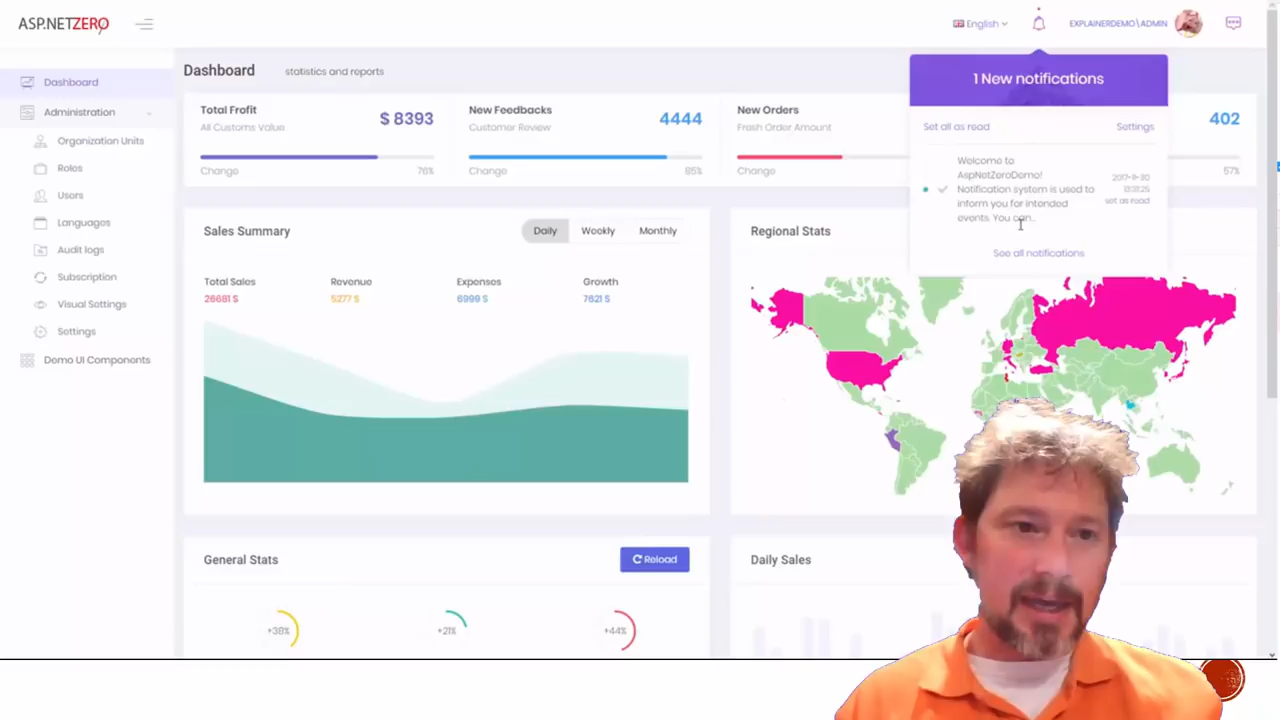 ASP.NETZERO
English
EXPLAINERDEMO\ADMIN
Dashboard
Administration
Organization Units
Roles
Users
Languages
Audit logs
Subscription
Visual Settings
Settings
Demo UI Components
Dashboard statistics and reports
Total Frofit
All Customs Value
$ 8393
Change
76%
New Feedbacks
Customer Review
4444
Change
85%
New Orders
Fresh Order Amount
Change
402
57%
1 New notifications
Set all as read
Settings
Welcome to
AspNetZeroDemo!
Notification system is used to
inform you for intended
events. You can...
set as read
See all notifications
Sales Summary
Daily
Weekly
Monthly
Total Sales
26681 $
Revenue
5277 $
Expenses
6999 $
Growth
7621 $
Regional Stats
General Stats
Reload
+38%
+21%
+44%
Daily Sales